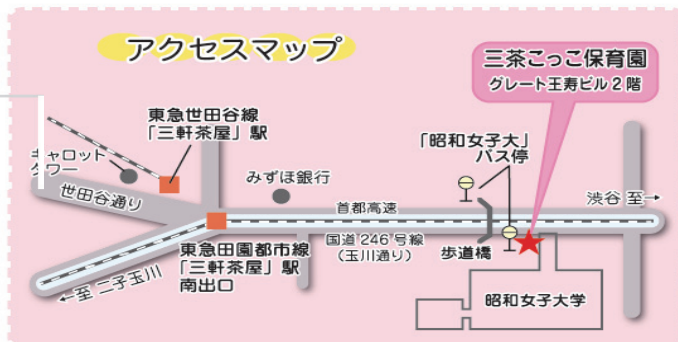 アクセスマップ
三茶こっこ保育園
グレート王寿ビル2階
東急世田谷線
「三軒茶屋」駅
キャロット
タワー
世田谷通り
みずほ銀行
「昭和女子大」
バス停
首都高速
渋谷 至→
国道246号線
(玉川通り)
歩道橋
東急田園都市線
「三軒茶屋」駅
南出口
←至 二子玉川
昭和女子大学